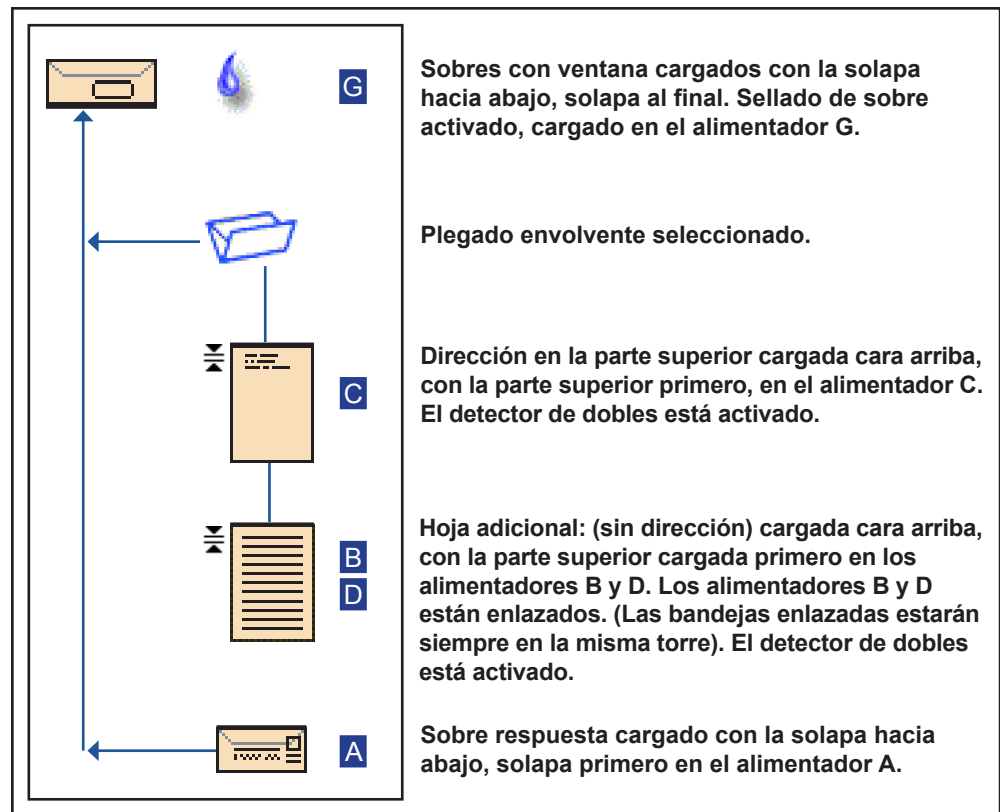 G
Sobres con ventana cargados con la solapa
hacia abajo, solapa al final. Sellado de sobre
activado, cargado en el alimentador G.
Plegado envolvente seleccionado.
C
Dirección en la parte superior cargada cara arriba,
con la parte superior primero, en el alimentador C.
El detector de dobles está activado.
B
D
Hoja adicional: (sin dirección) cargada cara arriba,
con la parte superior cargada primero en los
alimentadores B y D. Los alimentadores B y D
están enlazados. (Las bandejas enlazadas estarán
siempre en la misma torre). El detector de dobles
está activado.
A
Sobre respuesta cargado con la solapa hacia
abajo, solapa primero en el alimentador A.